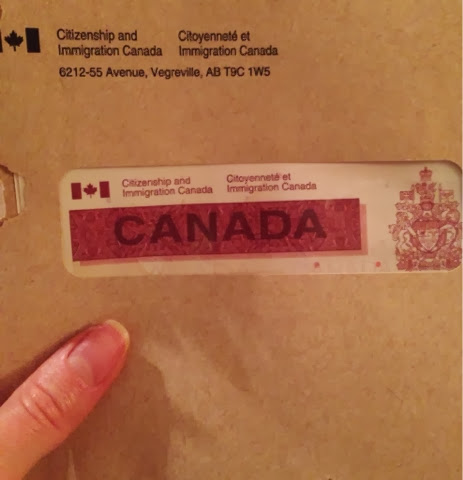 Citizenship and Citoyenneté et
Immigration Canada Immigration Canada
6212-55 Avenue, Vegreville, AB T9C 1W5
Citizenship and Citoyenneté et
Immigration Canada Immigration Canada
CANADA